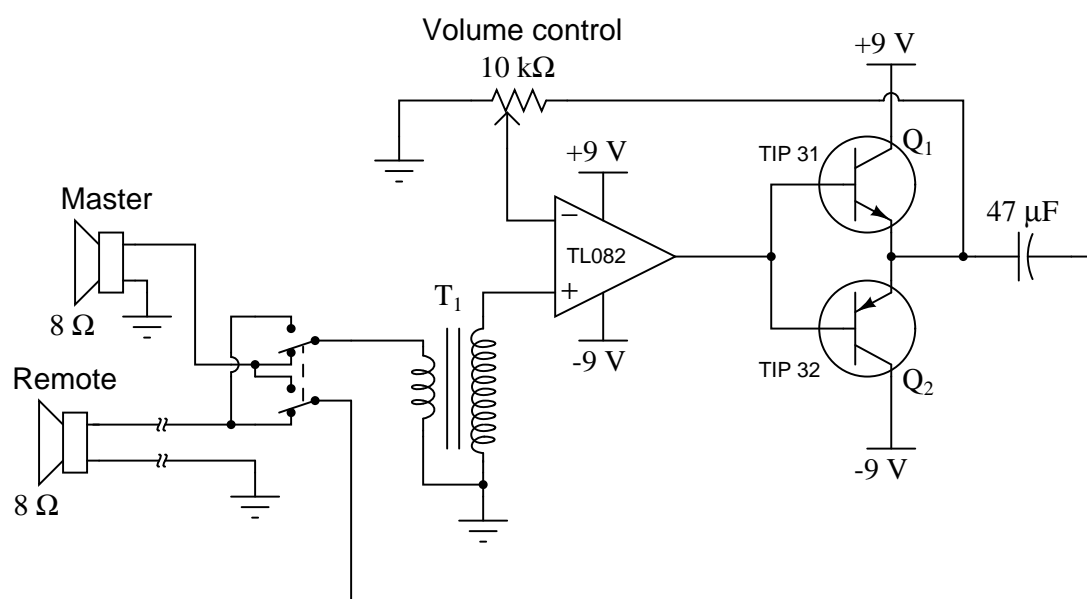 Volume control
10 kΩ
+9 V
TIP 31
Q1
+9 V
−
TL082
+
-9 V
47 μF
Master
8 Ω
T1
Remote
8 Ω
TIP 32
Q2
-9 V